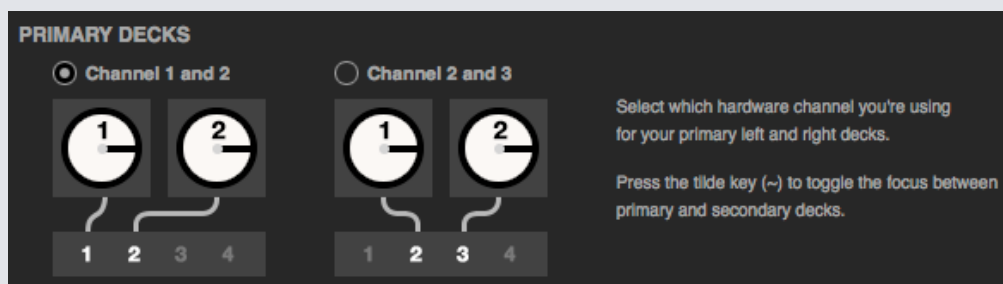 PRIMARY DECKS
Channel 1 and 2
Channel 2 and 3
1 2
1 2
Select which hardware channel you're using
for your primary left and right decks.
Press the tilde key (~) to toggle the focus between
primary and secondary decks.
1 2 3 4
1 2 3 4